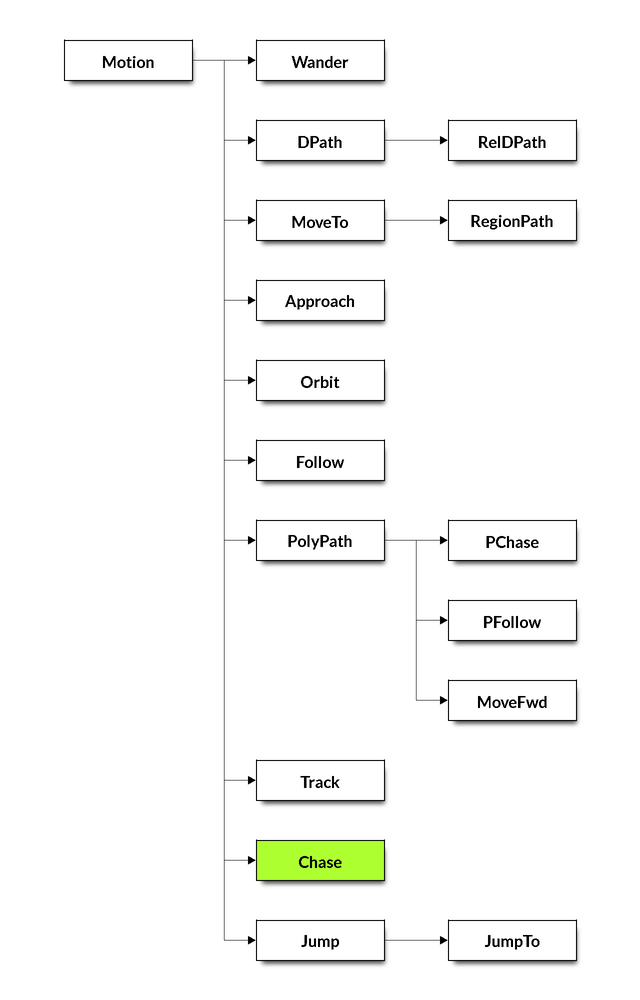 Motion
Wander
DPath
RelDPath
MoveTo
RegionPath
Approach
Orbit
Follow
PolyPath
PChase
PFollow
MoveFwd
Track
Chase
Jump
JumpTo